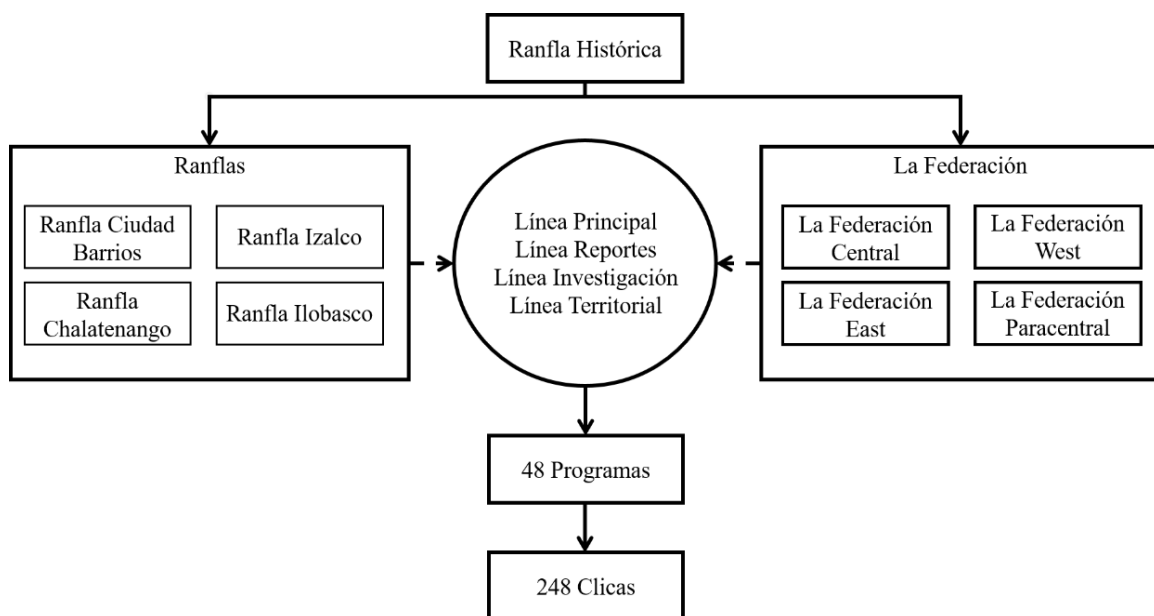 Ranfla Histórica
Ranflas
Ranfla Ciudad
Barrios
Ranfla Izalco
Ranfla
Chalatenango
Ranfla Ilobasco
Línea Principal
Línea Reportes
Línea Investigación
Línea Territorial
La Federación
La Federación
Central
La Federación
West
La Federación
East
La Federación
Paracentral
48 Programas
248 Clicas